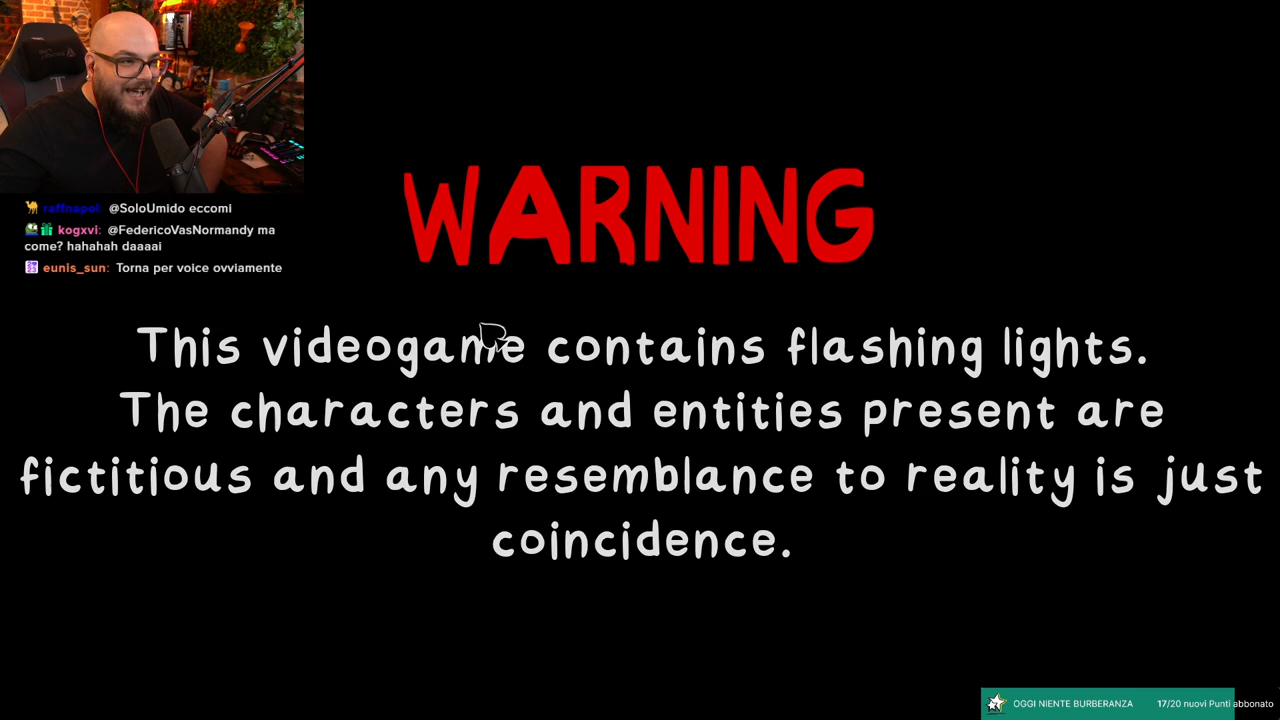 raffnapol: @SoloUmido eccomi
kogxvi: @FedericoVasNormandy ma
come? hahahah daaaai
eunis_sun: Torna per voice ovviamente
WARNING
This videogame contains flashing lights.
The characters and entities present are
fictitious and any resemblance to reality is just
coincidence.
OGGI NIENTE BURBERANZA 17/20 nuovi Punti abbonato